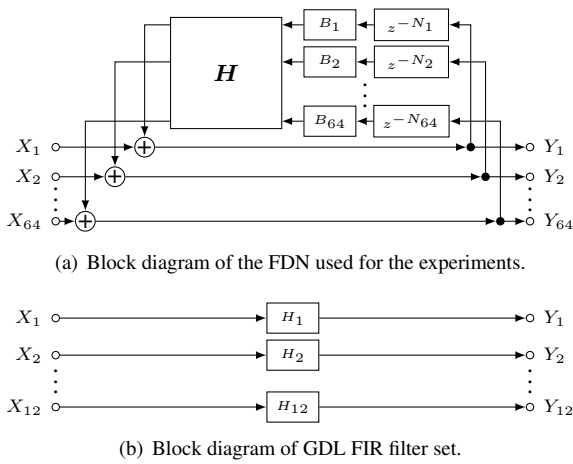 B₁ z⁻ᴺ¹
H B₂ z⁻ᴺ²
B₆₄ z⁻ᴺ⁶⁴
X₁ + Y₁
X₂ + Y₂
X₆₄ + Y₆₄
(a) Block diagram of the FDN used for the experiments.
X₁ H₁ Y₁
X₂ H₂ Y₂
X₁₂ H₁₂ Y₁₂
(b) Block diagram of GDL FIR filter set.